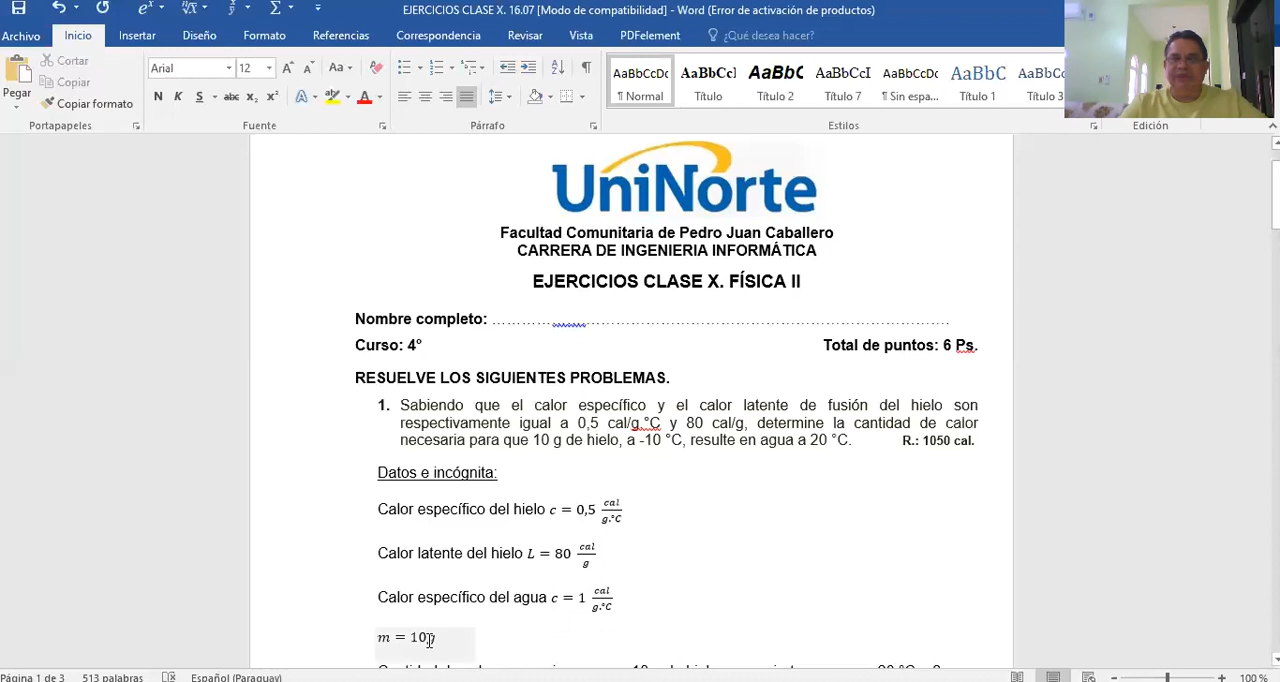 EJERCICIOS CLASE X. 16.07 [Modo de compatibilidad] - Word (Error de activación de productos)
Archivo Inicio Insertar Diseño Formato Referencias Correspondencia Revisar Vista PDFelement ¿Qué desea hacer?
Pegar
Cortar
Copiar
Copiar formato
Portapapeles
Arial 12
N K S abc x₂ x²
Fuente
Párrafo
AaBbCcDc AaBbCcI AaBbC AaBbCcI AaBbCcDc AaBbC AaBbCcDc
¶ Normal Título Título 2 Título 7 ¶ Sin espa... Título 1 Título 3
Estilos
Edición
UniNorte
Facultad Comunitaria de Pedro Juan Caballero
CARRERA DE INGENIERIA INFORMÁTICA
EJERCICIOS CLASE X. FÍSICA II
Nombre completo: ........................................................................
Curso: 4° Total de puntos: 6 Ps.
RESUELVE LOS SIGUIENTES PROBLEMAS.
1. Sabiendo que el calor específico y el calor latente de fusión del hielo son
respectivamente igual a 0,5 cal/g.°C y 80 cal/g, determine la cantidad de calor
necesaria para que 10 g de hielo, a -10 °C, resulte en agua a 20 °C. R.: 1050 cal.
Datos e incógnita:
Calor específico del hielo c = 0,5 cal/g.°C
Calor latente del hielo L = 80 cal/g
Calor específico del agua c = 1 cal/g.°C
m = 10
Página 1 de 3 513 palabras Español (Paraguay) 100 %